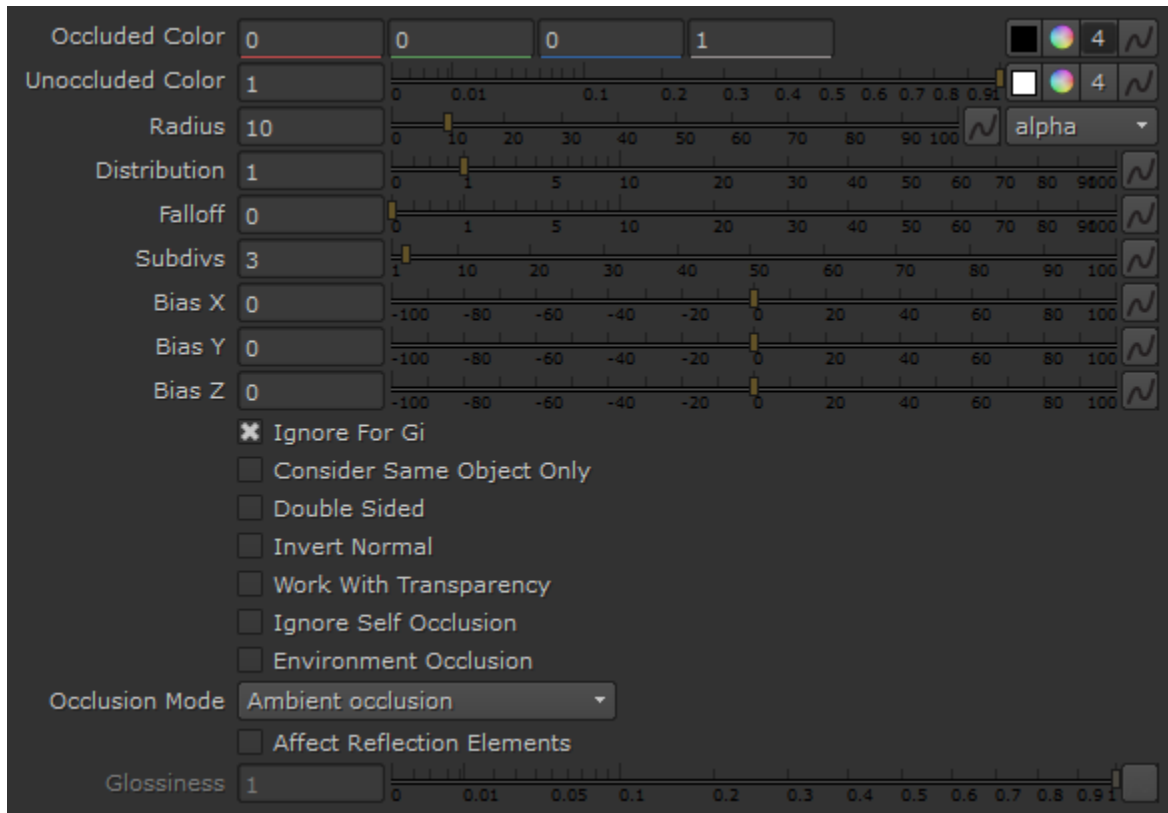 Occluded Color 0 0 0 1 4
Unoccluded Color 1 0 0.01 0.1 0.2 0.3 0.4 0.5 0.6 0.7 0.8 0.91 4
Radius 10 0 10 20 30 40 50 60 70 80 90 100 alpha
Distribution 1 0 1 5 10 20 30 40 50 60 70 80 90 100
Falloff 0 0 1 5 10 20 30 40 50 60 70 80 90 100
Subdivs 3 1 10 20 30 40 50 60 70 80 90 100
Bias X 0 -100 -80 -60 -40 -20 0 20 40 60 80 100
Bias Y 0 -100 -80 -60 -40 -20 0 20 40 60 80 100
Bias Z 0 -100 -80 -60 -40 -20 0 20 40 60 80 100
Ignore For Gi
Consider Same Object Only
Double Sided
Invert Normal
Work With Transparency
Ignore Self Occlusion
Environment Occlusion
Occlusion Mode Ambient occlusion
Affect Reflection Elements
Glossiness 1 0 0.01 0.05 0.1 0.2 0.3 0.4 0.5 0.6 0.7 0.8 0.9 1